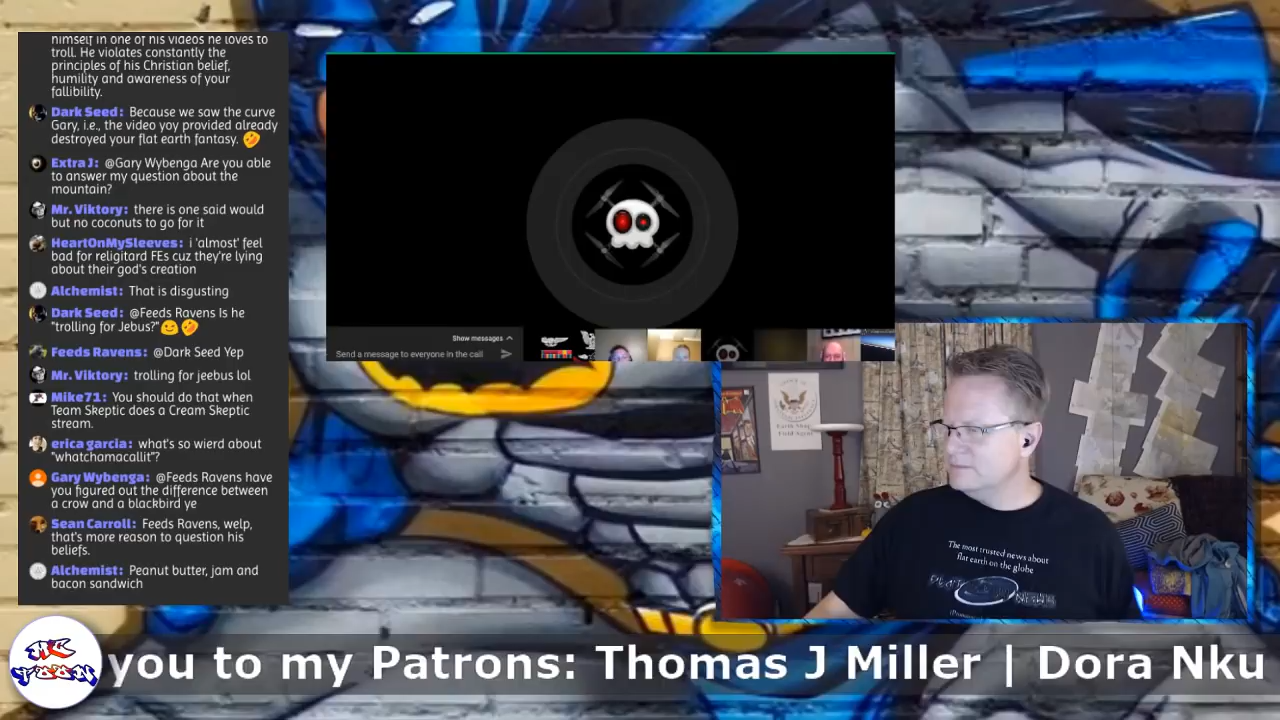 himself in one of his videos he loves to
troll. He violates constantly the
principles of his Christian belief,
humility and awareness of your
fallibility.
Dark Seed: Because we saw the curve
Gary, i.e., the video yoy provided already
destroyed your flat earth fantasy.
Extra J: @Gary Wybenga Are you able
to answer my question about the
mountain?
Mr. Viktory: there is one said would
but no coconuts to go for it
HeartOnMySleeves: i 'almost' feel
bad for religitard FEs cuz they're lying
about their god's creation
Alchemist: That is disgusting
Dark Seed: @Feeds Ravens Is he
"trolling for Jebus?"
Feeds Ravens: @Dark Seed Yep
Mr. Viktory: trolling for jeebus lol
Mike71: You should do that when
Team Skeptic does a Cream Skeptic
stream.
erica garcia: what's so wierd about
"whatchamacallit"?
Gary Wybenga: @Feeds Ravens have
you figured out the difference between
a crow and a blackbird ye
Sean Carroll: Feeds Ravens, welp,
that's more reason to question his
beliefs.
Alchemist: Peanut butter, jam and
bacon sandwich
Show messages
Send a message to everyone in the call
The most trusted news about
flat earth on the globe
MC
TOON
you to my Patrons: Thomas J Miller | Dora Nku